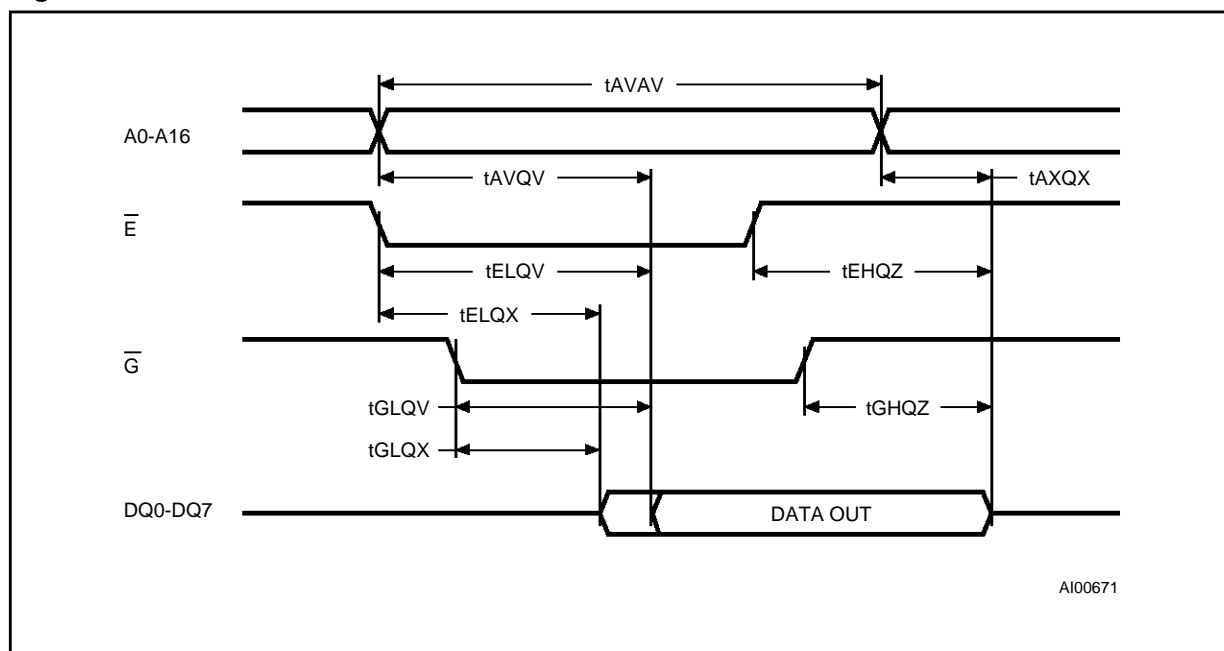 tAVAV
A0-A16
tAVQV
tAXQX
E
tELQV
tEHQZ
tELQX
G
tGLQV
tGHQZ
tGLQX
DQ0-DQ7
DATA OUT
AI00671